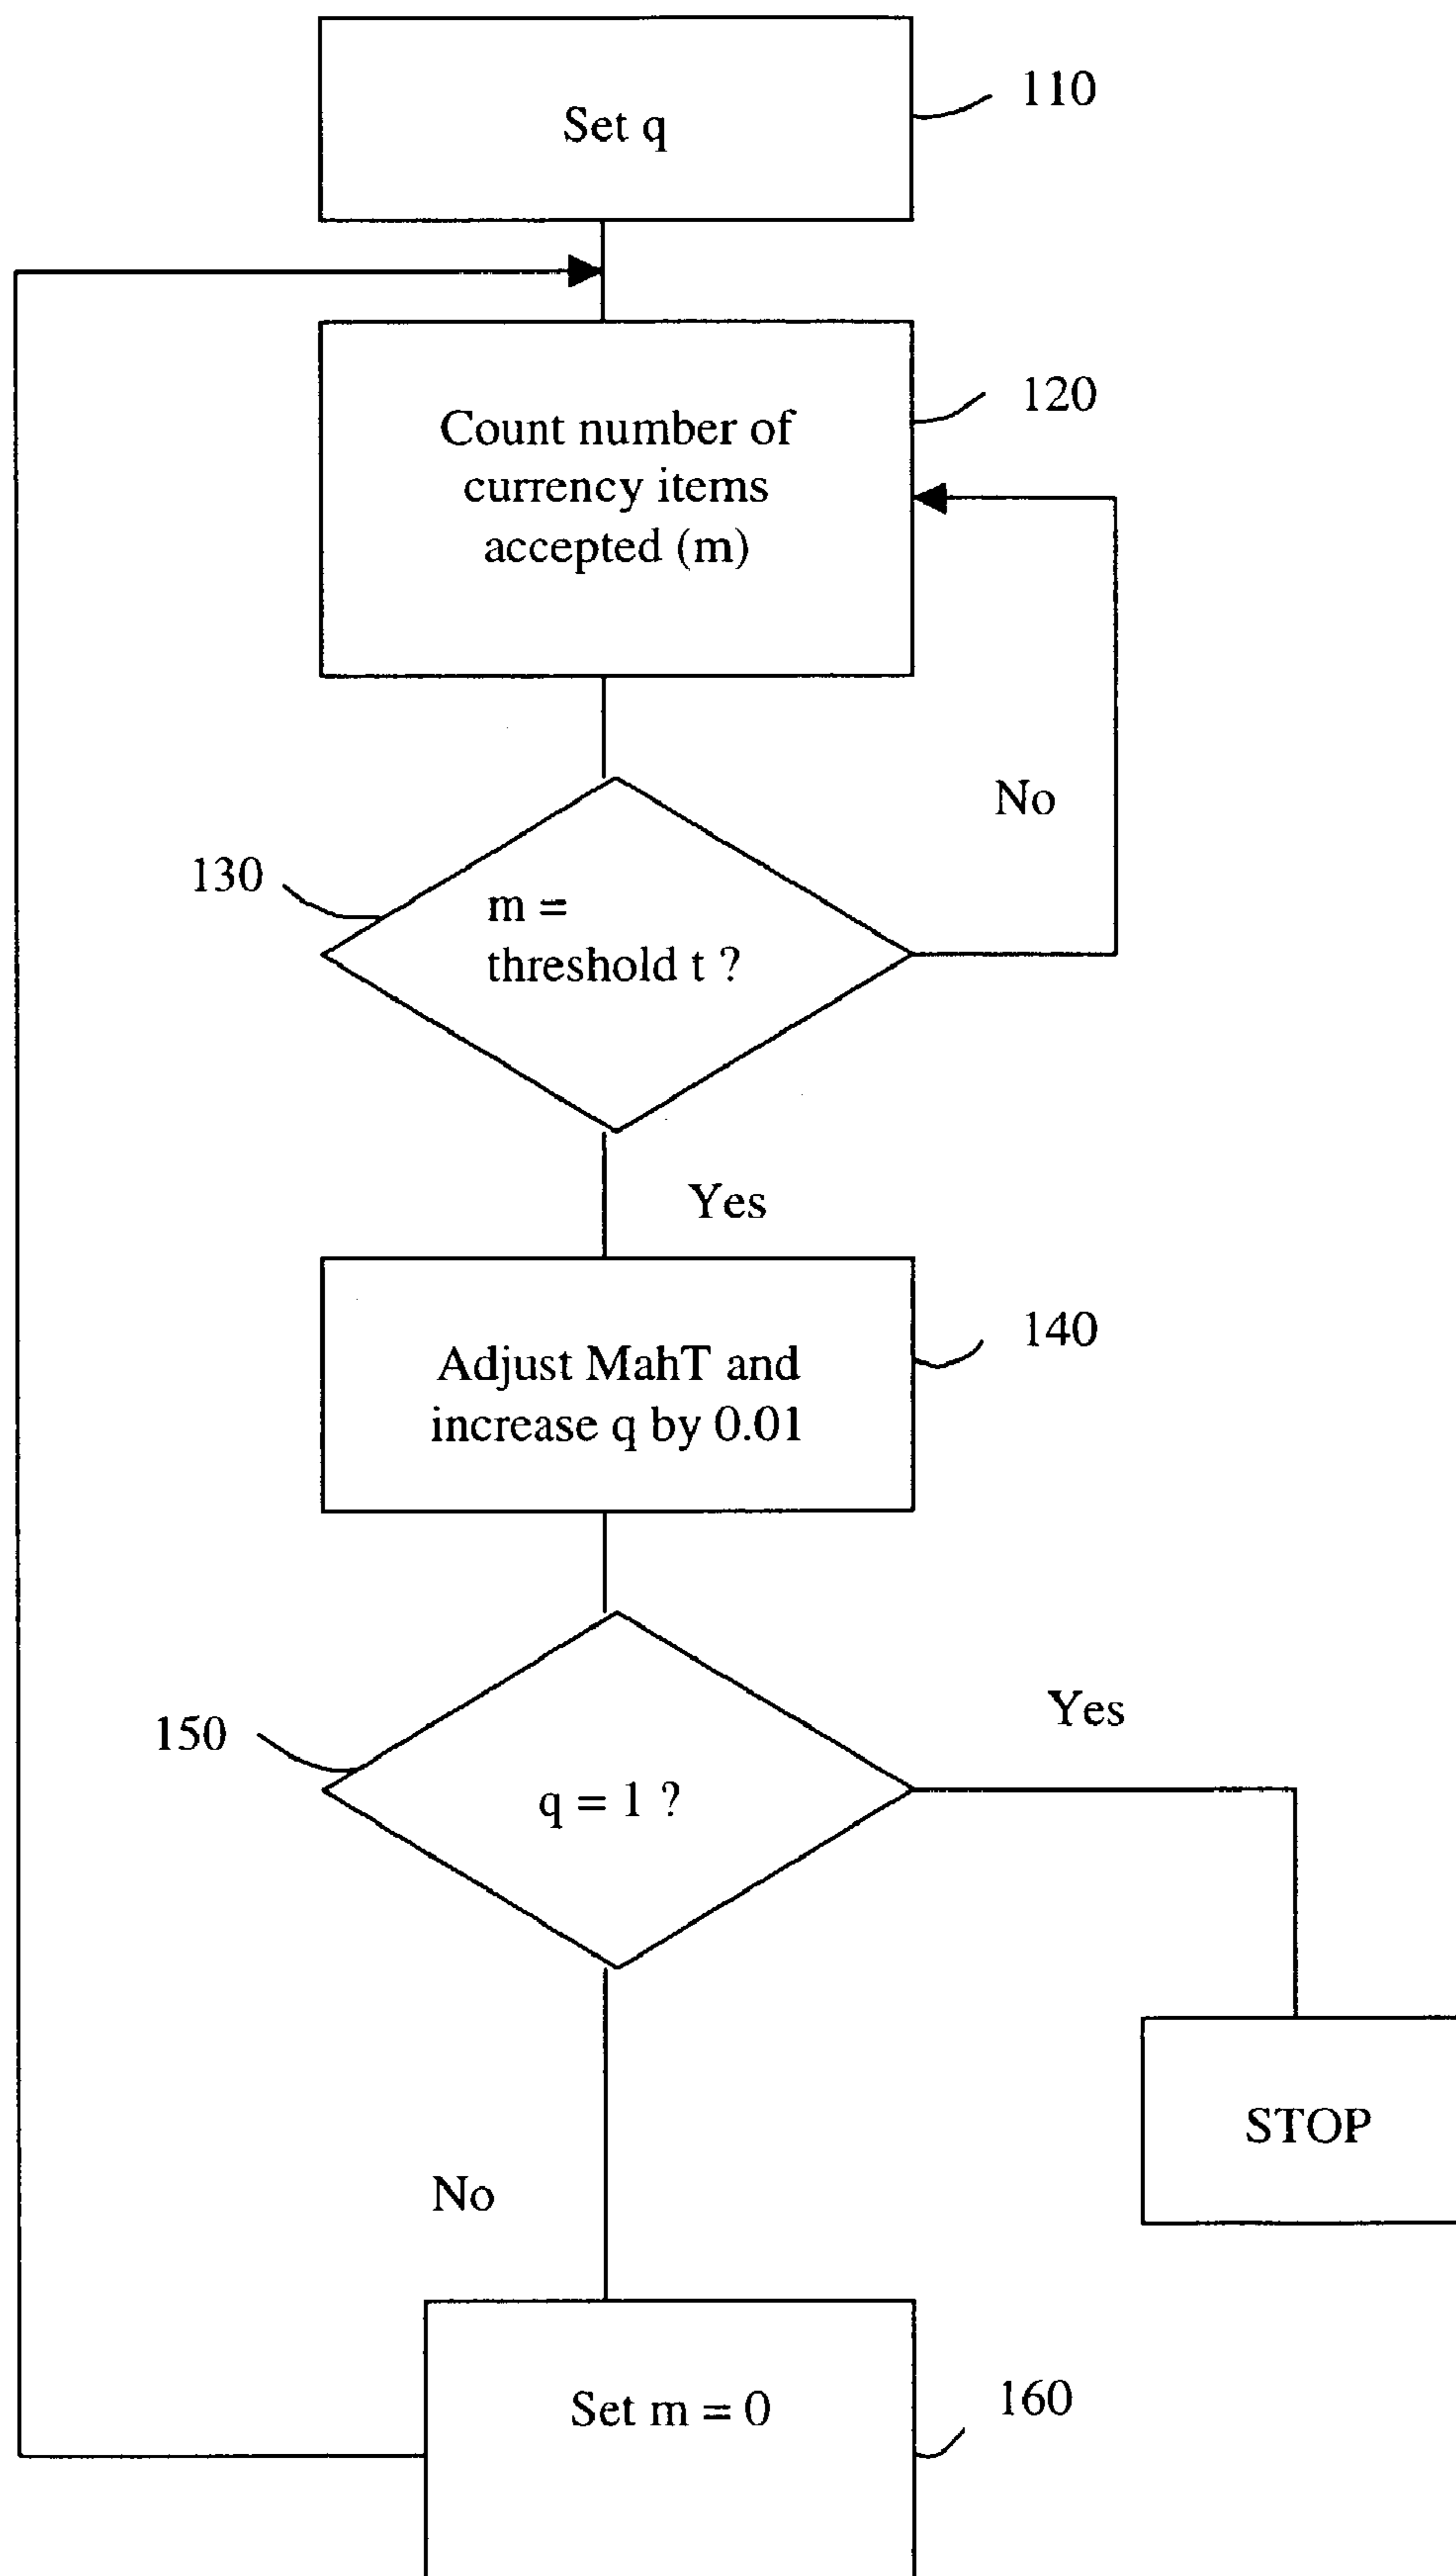 Set q
110
Count number of
currency items
accepted (m)
120
No
130
m =
threshold t ?
Yes
Adjust MahT and
increase q by 0.01
140
Yes
150
q = 1 ?
STOP
No
Set m = 0
160